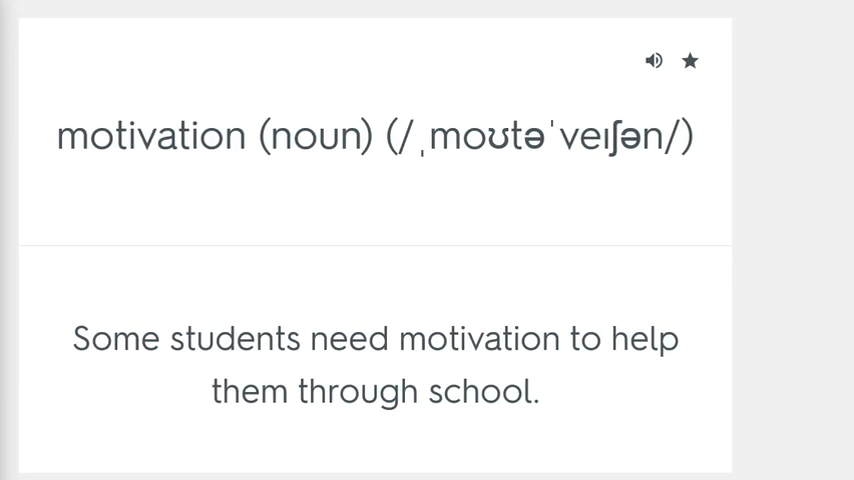 motivation (noun) (/ˌmoʊtəˈveɪʃən/)
Some students need motivation to help
them through school.